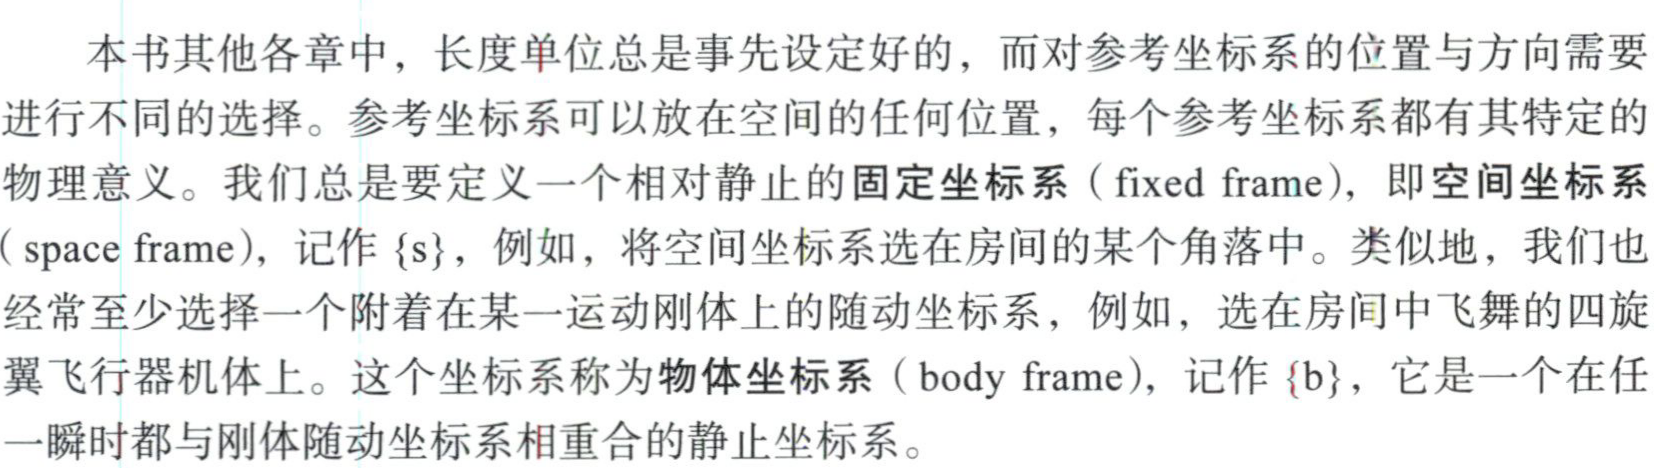 本书其他各章中，长度单位总是事先设定好的，而对参考坐标系的位置与方向需要
进行不同的选择。参考坐标系可以放在空间的任何位置，每个参考坐标系都有其特定的
物理意义。我们总是要定义一个相对静止的固定坐标系（fixed frame），即空间坐标系
（space frame），记作 {s}，例如，将空间坐标系选在房间的某个角落中。类似地，我们也
经常至少选择一个附着在某一运动刚体上的随动坐标系，例如，选在房间中飞舞的四旋
翼飞行器机体上。这个坐标系称为物体坐标系（body frame），记作 {b}，它是一个在任
一瞬时都与刚体随动坐标系相重合的静止坐标系。